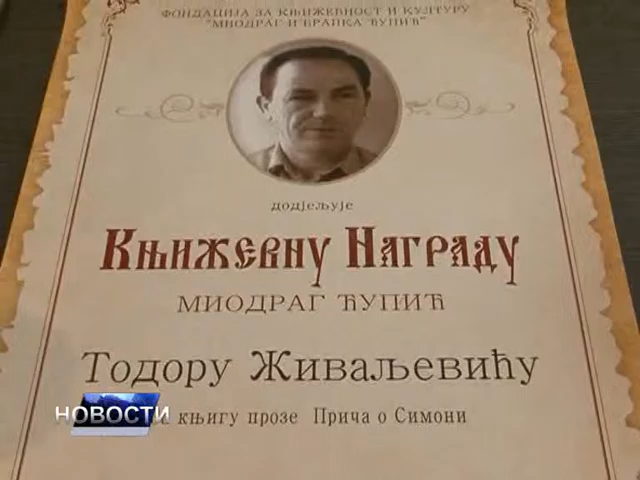 ФОНДАЦИЈА ЗА КЊИЖЕВНОСТ И КУЛТУРУ
"МИОДРАГ И БРАНКА ЋУПИЋ"
додјељује
Књижевну Награду
МИОДРАГ ЋУПИЋ
Тодору Живаљевићу
књигу прозе Прича о Симони
НОВОСТИ